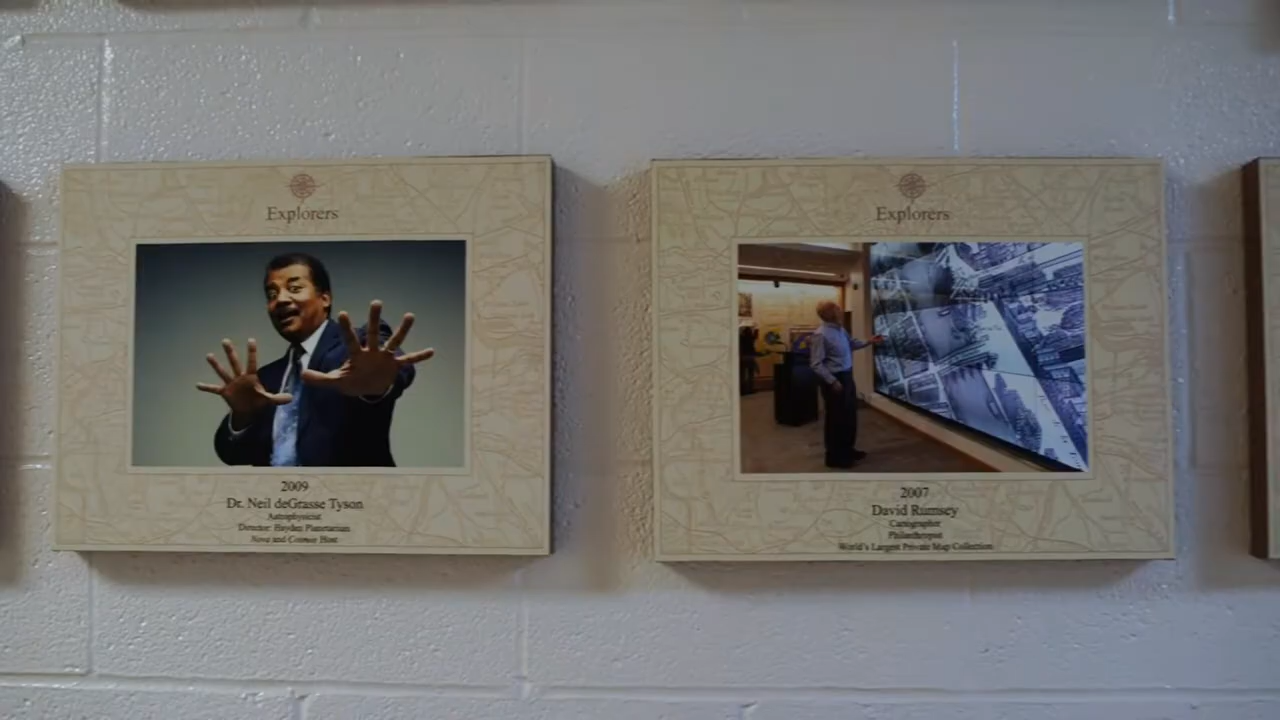 Explorers
2009
Dr. Neil deGrasse Tyson
Astrophysicist
Director: Hayden Planetarium
Nova and Cosmos Host
Explorers
2007
David Rumsey
Cartographer
Philanthropist
World's Largest Private Map Collection